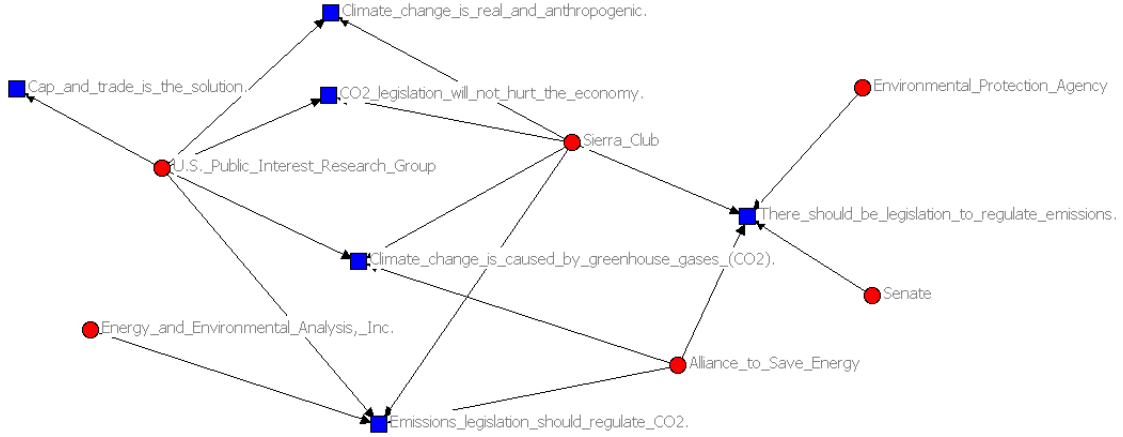 Climate_change_is_real_and_anthropogenic.
Cap_and_trade_is_the_solution.
CO2_legislation_will_not_hurt_the_economy.
Environmental_Protection_Agency
Sierra_Club
U.S._Public_Interest_Research_Group
There_should_be_legislation_to_regulate_emissions.
Climate_change_is_caused_by_greenhouse_gases_(CO2).
Senate
Energy_and_Environmental_Analysis,_Inc.
Alliance_to_Save_Energy
Emissions_legislation_should_regulate_CO2.